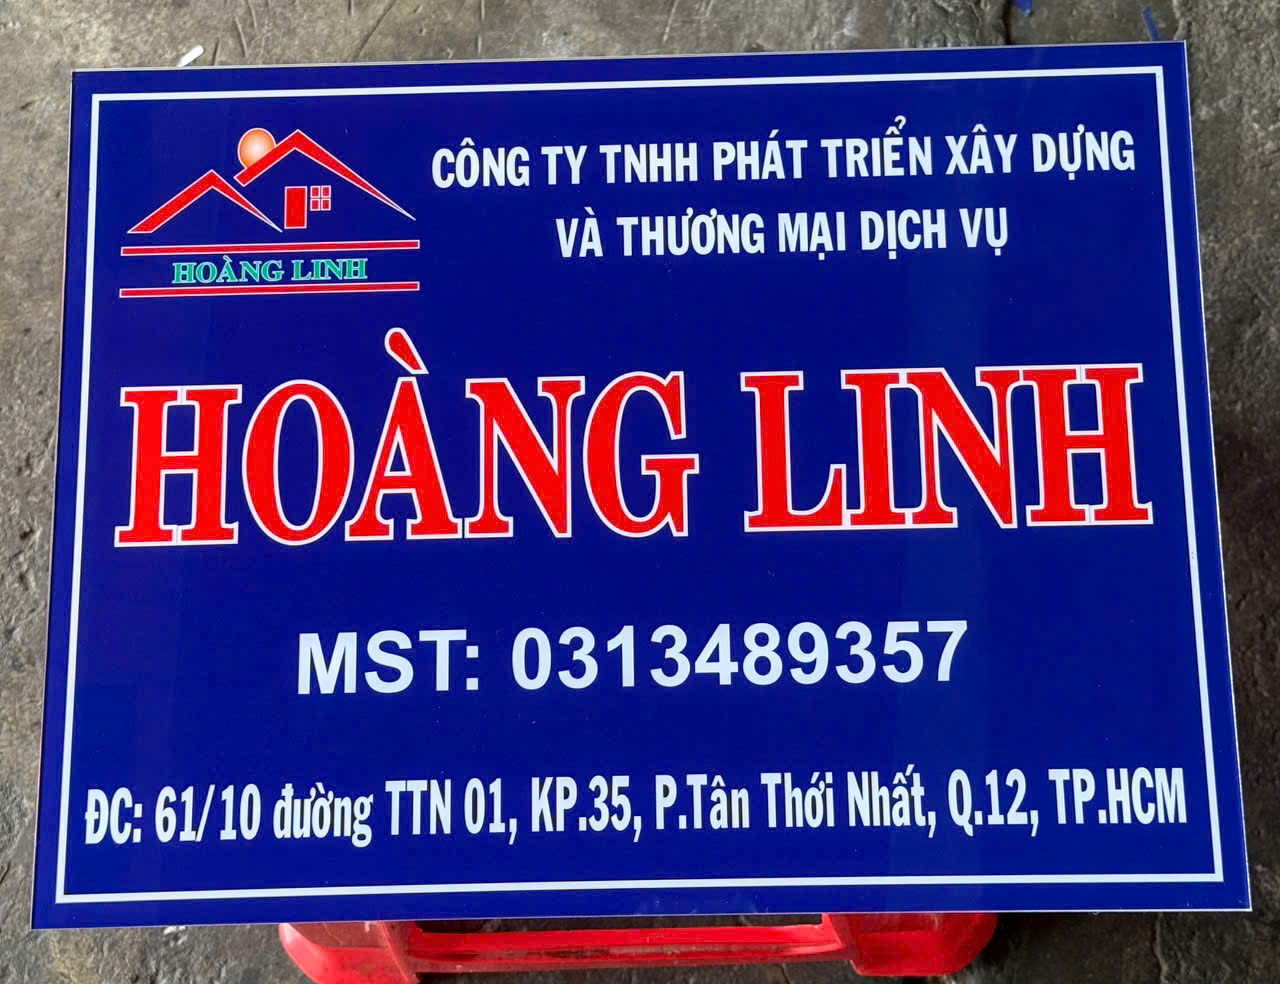 CÔNG TY TNHH PHÁT TRIỂN XÂY DỰNG
VÀ THƯƠNG MẠI DỊCH VỤ
HOÀNG LINH
HOÀNG LINH
MST: 0313489357
ĐC: 61/10 đường TTN 01, KP.35, P.Tân Thới Nhất, Q.12, TP.HCM